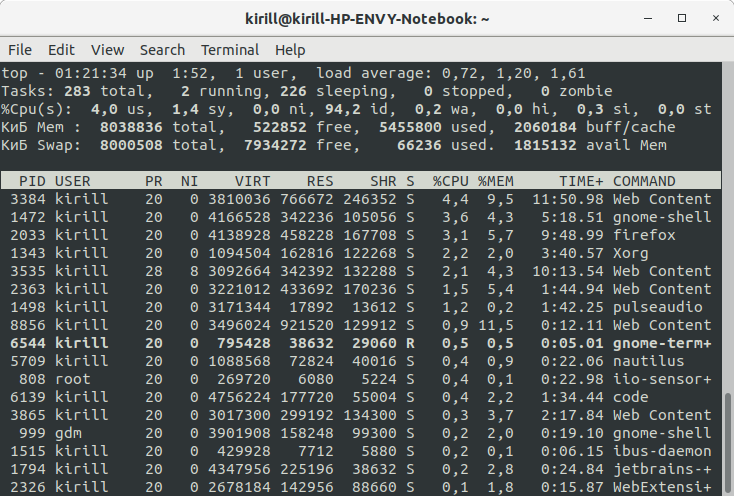 kirill@kirill-HP-ENVY-Notebook: ~
File Edit View Search Terminal Help
top - 01:21:34 up  1:52,  1 user,  load average: 0,72, 1,20, 1,61
Tasks: 283 total,   2 running, 226 sleeping,   0 stopped,   0 zombie
%Cpu(s):  4,0 us,  1,4 sy,  0,0 ni, 94,2 id,  0,2 wa,  0,0 hi,  0,3 si,  0,0 st
КиБ Mem :  8038836 total,   522852 free,  5455800 used,  2060184 buff/cache
КиБ Swap:  8000508 total,  7934272 free,    66236 used.  1815132 avail Mem
PID USER      PR  NI    VIRT    RES    SHR S  %CPU %MEM     TIME+ COMMAND
3384 kirill    20   0 3810036 766672 246352 S   4,4  9,5  11:50.98 Web Content
1472 kirill    20   0 4166528 342236 105056 S   3,6  4,3   5:18.51 gnome-shell
2033 kirill    20   0 4138928 458228 167708 S   3,1  5,7   9:48.99 firefox
1343 kirill    20   0 1094504 162816 122268 S   2,2  2,0   3:40.57 Xorg
3535 kirill    28   8 3092664 342392 132288 S   2,1  4,3  10:13.54 Web Content
2363 kirill    20   0 3221012 433692 170236 S   1,5  5,4   1:44.94 Web Content
1498 kirill    20   0 3171344  17892  13612 S   1,2  0,2   1:42.25 pulseaudio
8856 kirill    20   0 3496024 921520 129912 S   0,9 11,5   0:12.11 Web Content
6544 kirill    20   0  795428  38632  29060 R   0,5  0,5   0:05.01 gnome-term+
5709 kirill    20   0 1088568  72824  40016 S   0,4  0,9   0:22.06 nautilus
808 root      20   0  269720   6080   5224 S   0,4  0,1   0:22.98 iio-sensor+
6139 kirill    20   0 4756224 177720  55004 S   0,4  2,2   1:34.44 code
3865 kirill    20   0 3017300 299192 134300 S   0,3  3,7   2:17.84 Web Content
999 gdm       20   0 3901908 158248  99300 S   0,2  2,0   0:19.10 gnome-shell
1515 kirill    20   0  429928   7712   5880 S   0,2  0,1   0:06.15 ibus-daemon
1794 kirill    20   0 4347956 225196  38632 S   0,2  2,8   0:24.84 jetbrains-+
2326 kirill    20   0 2678184 142956  88660 S   0,1  1,8   0:15.87 WebExtensi+